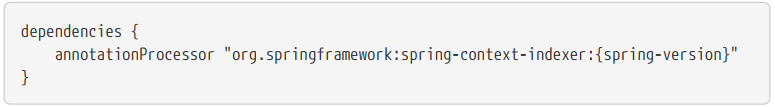 dependencies {
    annotationProcessor "org.springframework:spring-context-indexer:{spring-version}"
}